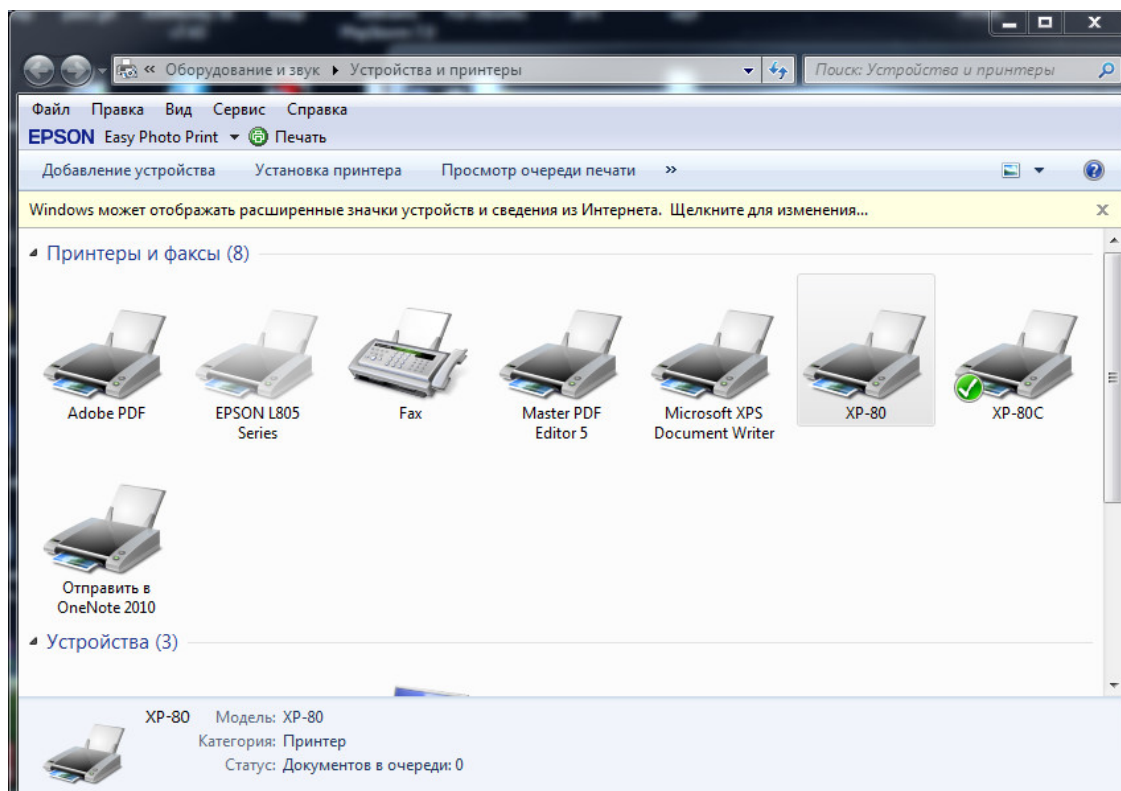 « Оборудование и звук Устройства и принтеры
Поиск: Устройства и принтеры
Файл Правка Вид Сервис Справка
EPSON Easy Photo Print Печать
Добавление устройства Установка принтера Просмотр очереди печати »
Windows может отображать расширенные значки устройств и сведения из Интернета. Щелкните для изменения...
Принтеры и факсы (8)
Adobe PDF
EPSON L805
Series
Fax
Master PDF
Editor 5
Microsoft XPS
Document Writer
XP-80
XP-80C
Отправить в
OneNote 2010
Устройства (3)
XP-80 Модель: XP-80
Категория: Принтер
Статус: Документов в очереди: 0